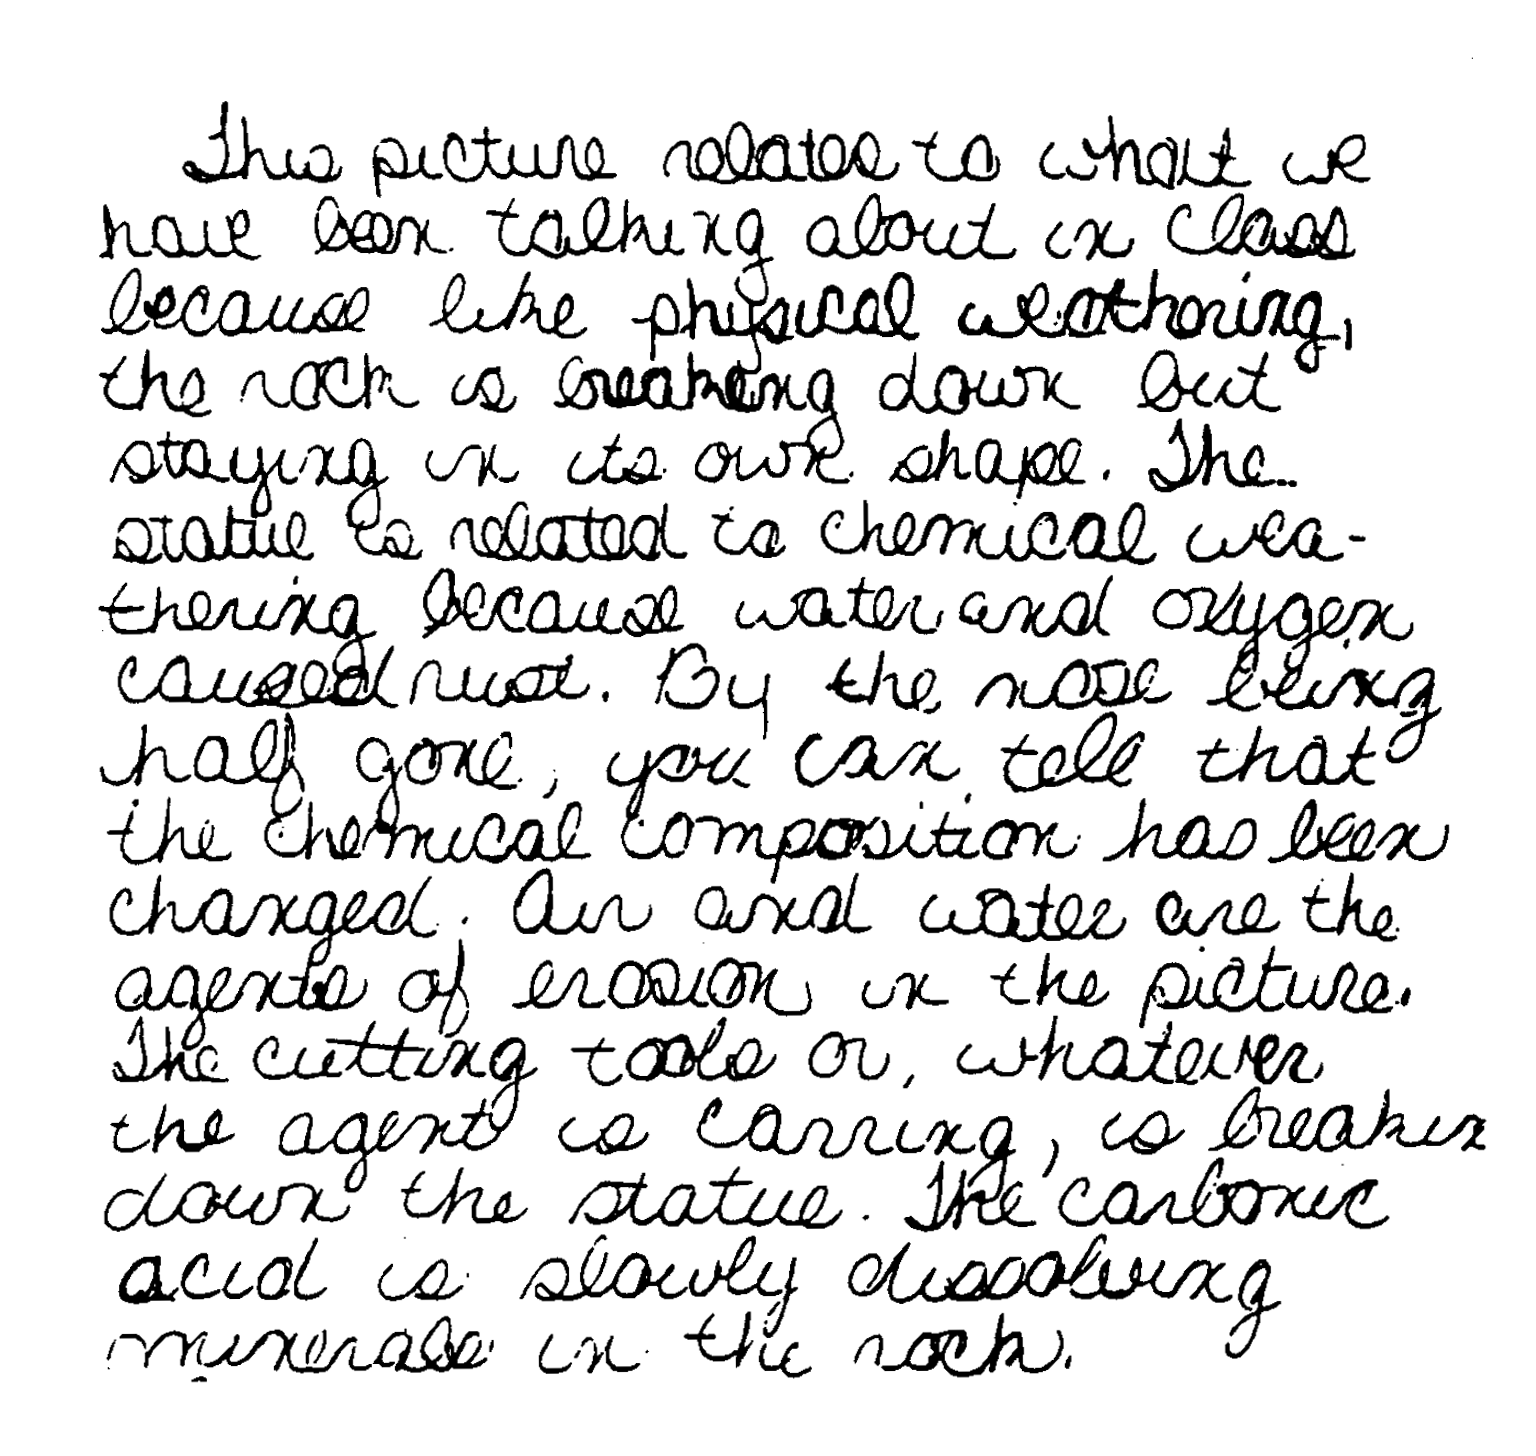 This picture relates to what we
have been talking about in class
because like physical weathering,
the rock is breaking down but
staying in its own shape. The
statue is related to chemical wea-
thering because water and oxygen
caused rust. By the nose being
half gone, you can tell that
the chemical composition has been
changed. Air and water are the
agents of erosion in the picture.
The cutting tools or, whatever
the agent is carring, is breakin
down the statue. The carbonic
acid is slowly dissolving
minerals in the rock.